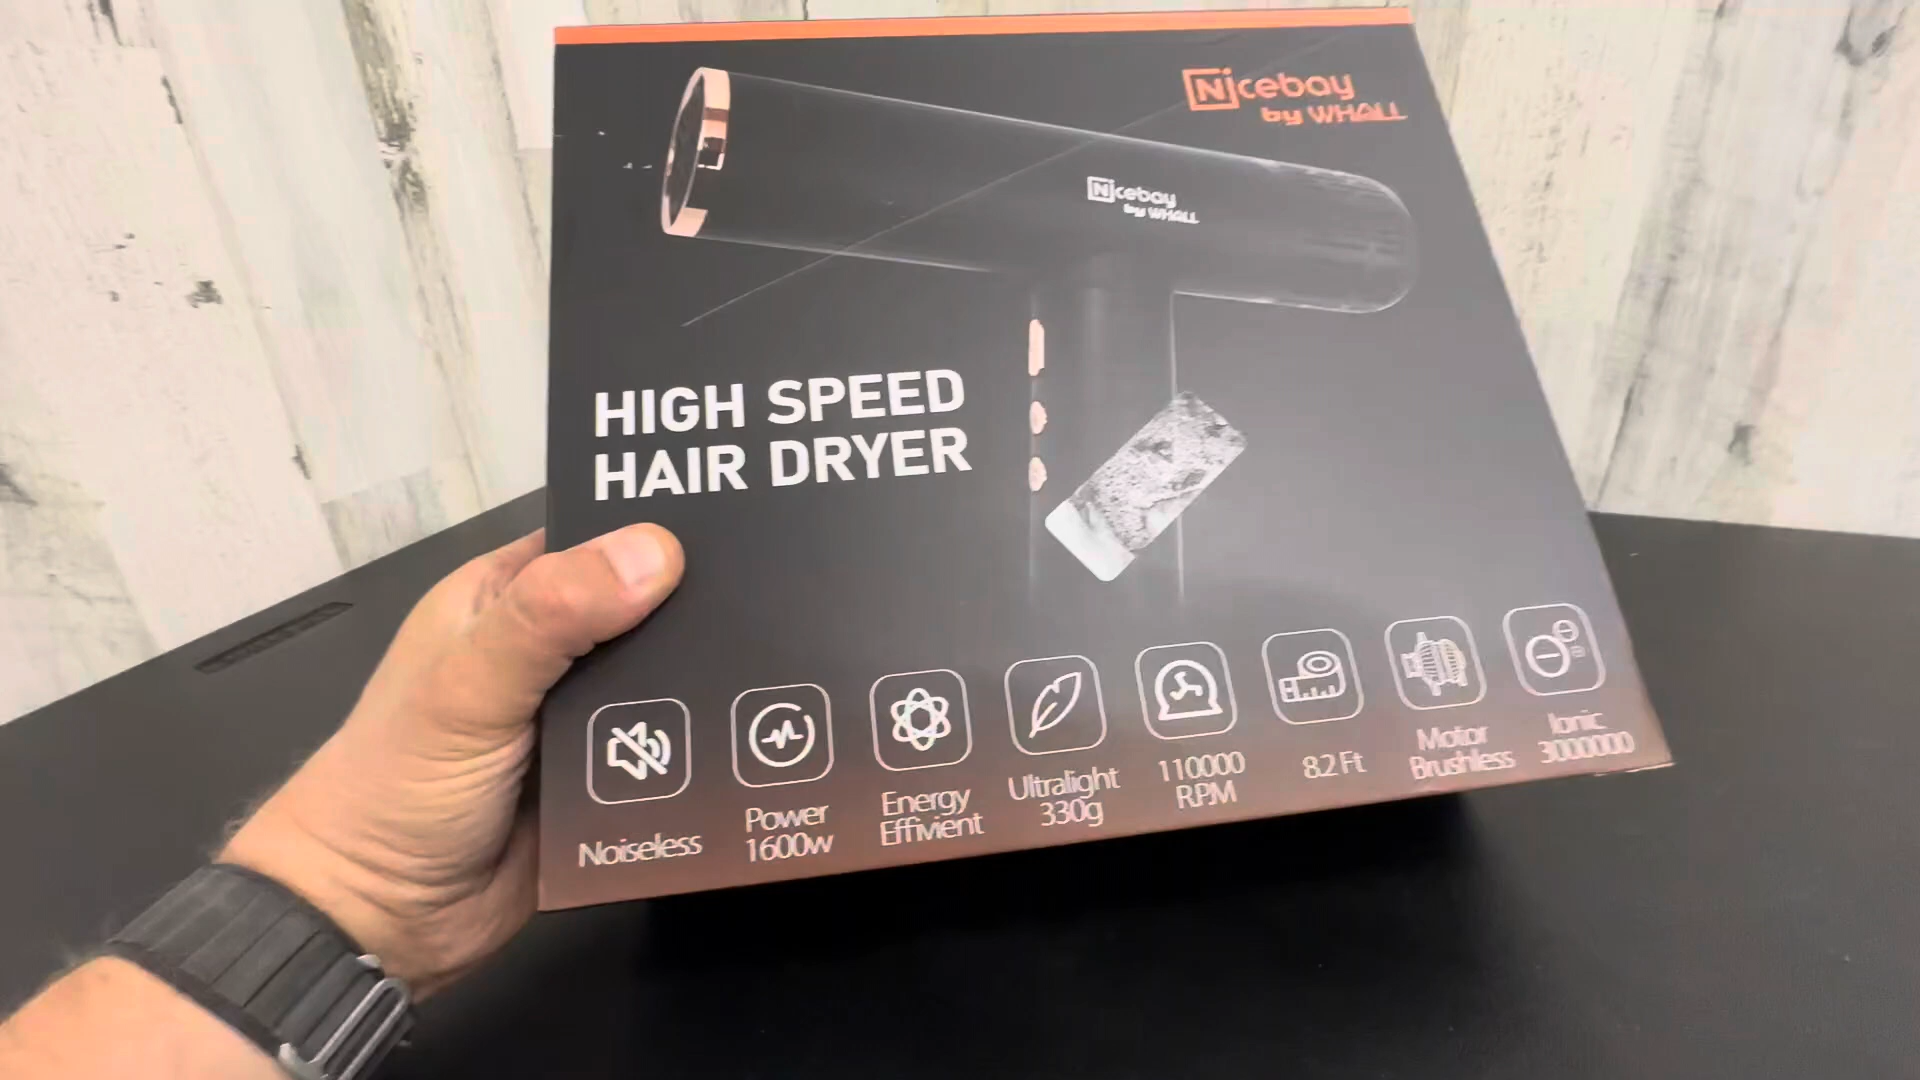 Nicebay
by WHALL
Nicebay
by WHALL
HIGH SPEED
HAIR DRYER
Noiseless
Power
1600w
Energy
Effivient
Ultralight
330g
110000
RPM
8.2 Ft
Motor
Brushless
Ionic
3000000